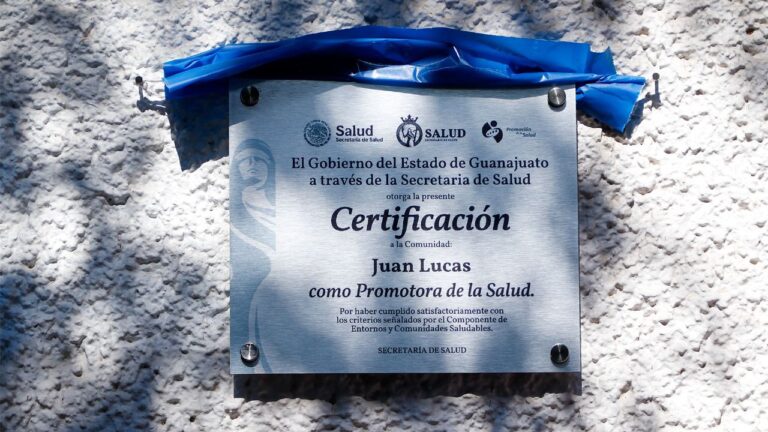 Salud
Secretaría de Salud
SALUD
Promoción de la Salud
El Gobierno del Estado de Guanajuato
a través de la Secretaria de Salud
otorga la presente
Certificación
a la Comunidad:
Juan Lucas
como Promotora de la Salud.
Por haber cumplido satisfactoriamente con
los criterios señalados por el Componente de
Entornos y Comunidades Saludables.
SECRETARÍA DE SALUD